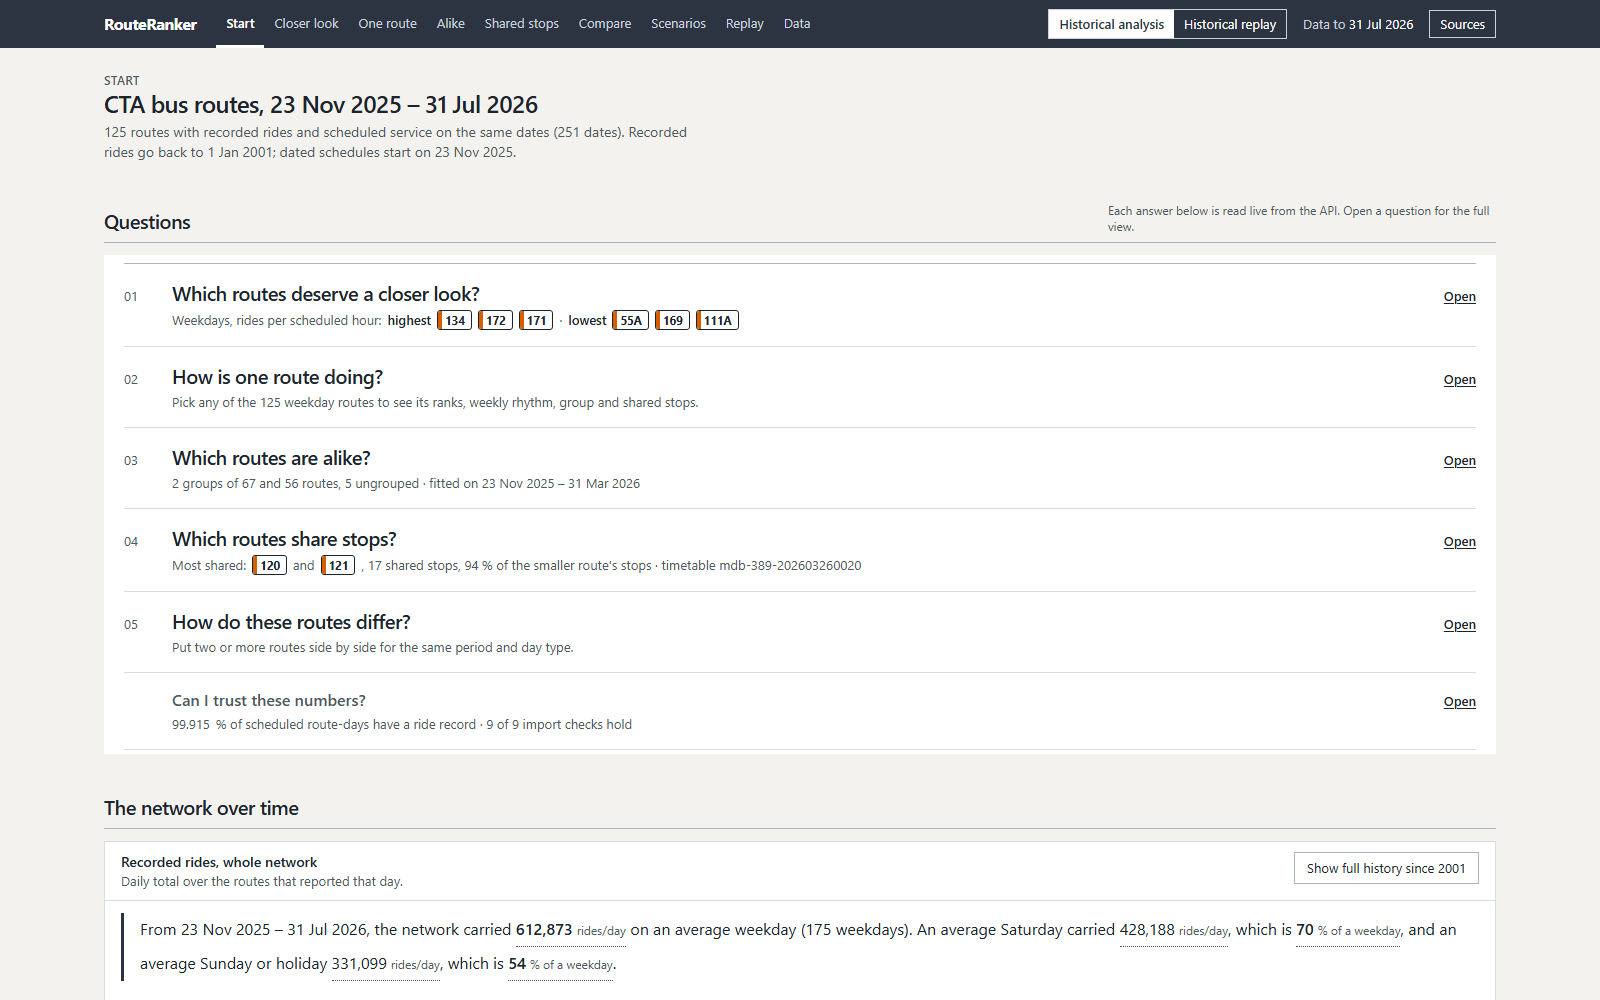 RouteRanker Start Closer look One route Alike Shared stops Compare Scenarios Replay Data Historical analysis Historical replay Data to 31 Jul 2026 Sources
START
CTA bus routes, 23 Nov 2025 – 31 Jul 2026
125 routes with recorded rides and scheduled service on the same dates (251 dates). Recorded
rides go back to 1 Jan 2001; dated schedules start on 23 Nov 2025.
Questions
Each answer below is read live from the API. Open a question for the full
view.
01 Which routes deserve a closer look? Open
Weekdays, rides per scheduled hour: highest 134 172 171 · lowest 55A 169 111A
02 How is one route doing? Open
Pick any of the 125 weekday routes to see its ranks, weekly rhythm, group and shared stops.
03 Which routes are alike? Open
2 groups of 67 and 56 routes, 5 ungrouped · fitted on 23 Nov 2025 – 31 Mar 2026
04 Which routes share stops? Open
Most shared: 120 and 121 , 17 shared stops, 94 % of the smaller route's stops · timetable mdb-389-202603260020
05 How do these routes differ? Open
Put two or more routes side by side for the same period and day type.
Can I trust these numbers? Open
99.915 % of scheduled route-days have a ride record · 9 of 9 import checks hold
The network over time
Recorded rides, whole network
Daily total over the routes that reported that day.
Show full history since 2001
From 23 Nov 2025 – 31 Jul 2026, the network carried 612,873 rides/day on an average weekday (175 weekdays). An average Saturday carried 428,188 rides/day, which is 70 % of a weekday, and an
average Sunday or holiday 331,099 rides/day, which is 54 % of a weekday.